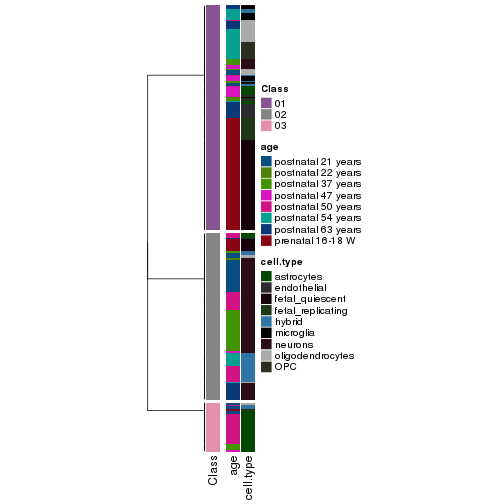 Class
01
02
03
age
postnatal 21 years
postnatal 22 years
postnatal 37 years
postnatal 47 years
postnatal 50 years
postnatal 54 years
postnatal 63 years
prenatal 16-18 W
cell.type
astrocytes
endothelial
fetal_quiescent
fetal_replicating
hybrid
microglia
neurons
oligodendrocytes
OPC
Class
age
cell.type